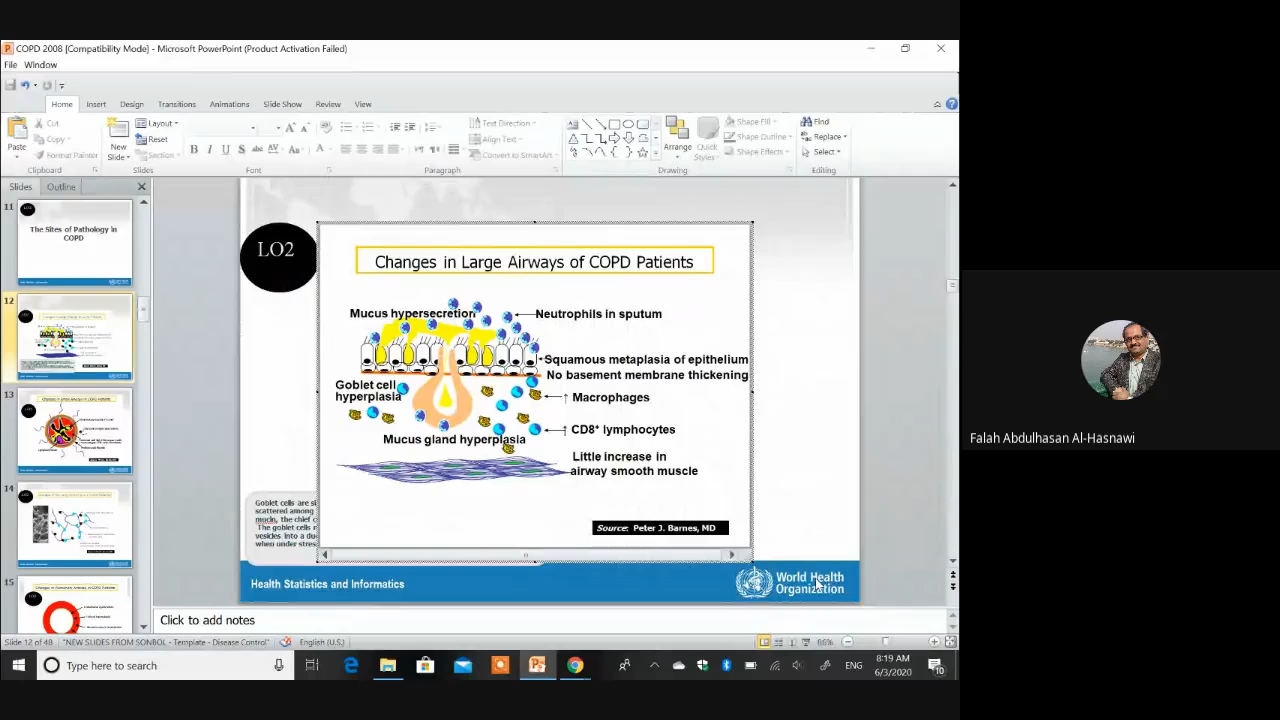 COPD 2008 [Compatibility Mode] - Microsoft PowerPoint (Product Activation Failed)
File Window
Home Insert Design Transitions Animations Slide Show Review View
Paste
Cut
Copy
Format Painter
Clipboard
New
Slide
Layout
Reset
Section
Slides
Font
Text Direction
Align Text
Convert to SmartArt
Paragraph
Arrange
Quick
Styles
Shape Fill
Shape Outline
Shape Effects
Drawing
Find
Replace
Select
Editing
Slides Outline
11
The Sites of Pathology in
COPD
12
13
14
15
LO2
Changes in Large Airways of COPD Patients
Mucus hypersecretion
Neutrophils in sputum
Squamous metaplasia of epithelium
No basement membrane thickening
Goblet cell
hyperplasia
↑ Macrophages
↑ CD8+ lymphocytes
Mucus gland hyperplasia
Little increase in
airway smooth muscle
Source: Peter J. Barnes, MD
Goblet cells are
scattered among
mucin, the chief
The goblet cells
vesicles into a
Health Statistics and Informatics
World Health
Organization
Click to add notes
Slide 12 of 48 "NEW SLIDES FROM SONBOL - Template - Disease Control" English (U.S.) 86%
Type here to search
ENG
8:19 AM
6/3/2020
10
Falah Abdulhasan Al-Hasnawi